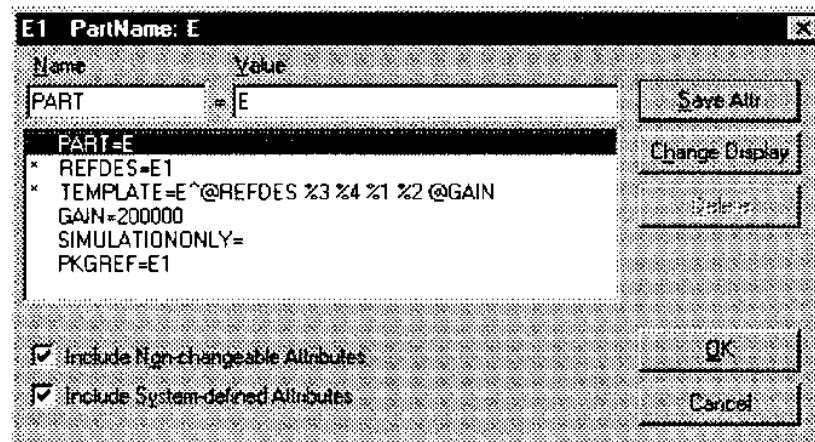 E1 PartName: E
Name Value
PART = E
Save Attr
PART=E
Change Display
* REFDES=E1
* TEMPLATE=E^@REFDES %3 %4 %1 %2 @GAIN
Delete
GAIN=200000
SIMULATIONONLY=
PKGREF=E1
Include Non-changeable Attributes
OK
Include System-defined Attributes
Cancel